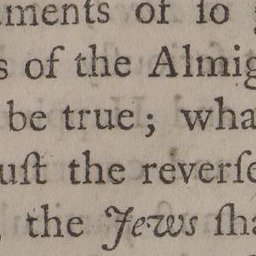 ments of ſo
s of the Almig
be true; wha
uſt the reverſe
the Jews ſha